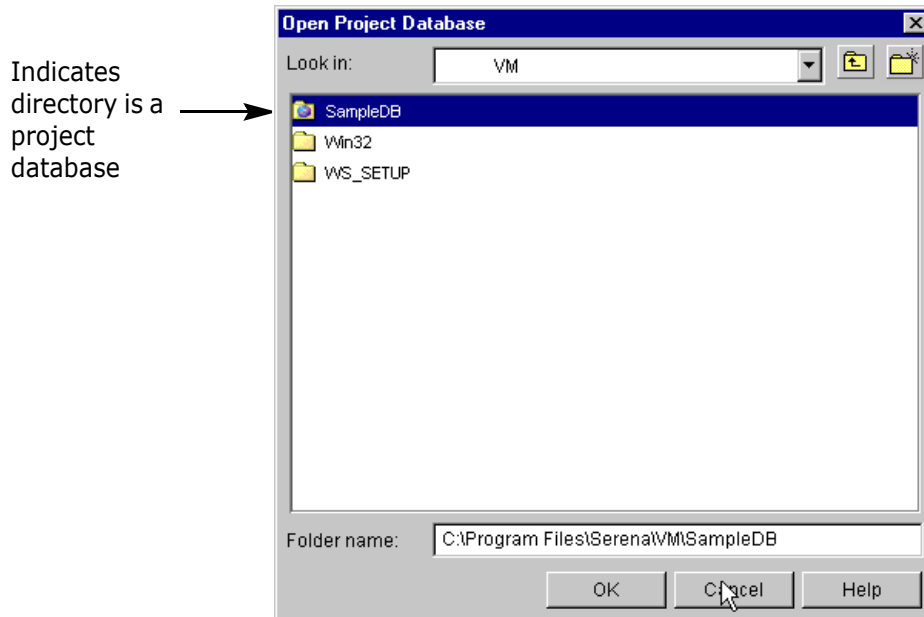 Indicates
directory is a
project
database
Open Project Database
Look in:
VM
SampleDB
Win32
WS_SETUP
Folder name:
C:\Program Files\Serena\VM\SampleDB
OK
Cancel
Help